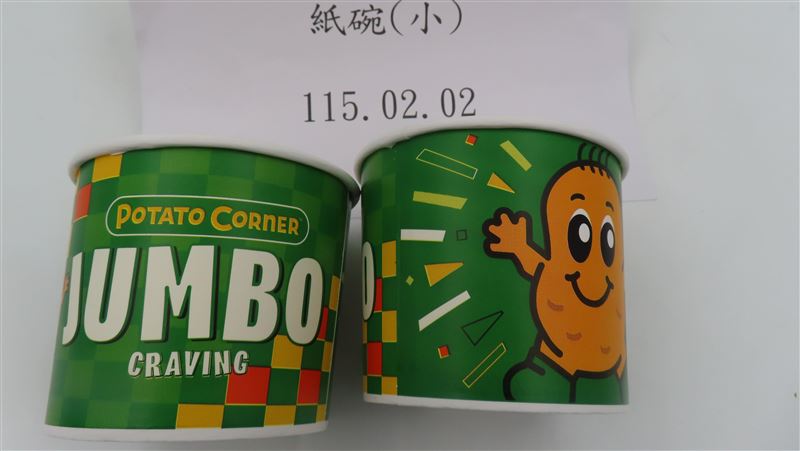 紙碗(小)
115.02.02
POTATO CORNER
JUMBO
CRAVING